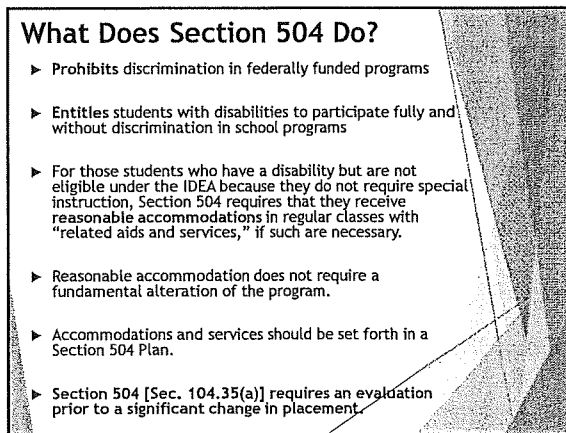 What Does Section 504 Do?
► Prohibits discrimination in federally funded programs
► Entitles students with disabilities to participate fully and
without discrimination in school programs
► For those students who have a disability but are not
eligible under the IDEA because they do not require special
instruction, Section 504 requires that they receive
reasonable accommodations in regular classes with
“related aids and services,” if such are necessary.
► Reasonable accommodation does not require a
fundamental alteration of the program.
► Accommodations and services should be set forth in a
Section 504 Plan.
► Section 504 [Sec. 104.35(a)] requires an evaluation
prior to a significant change in placement.